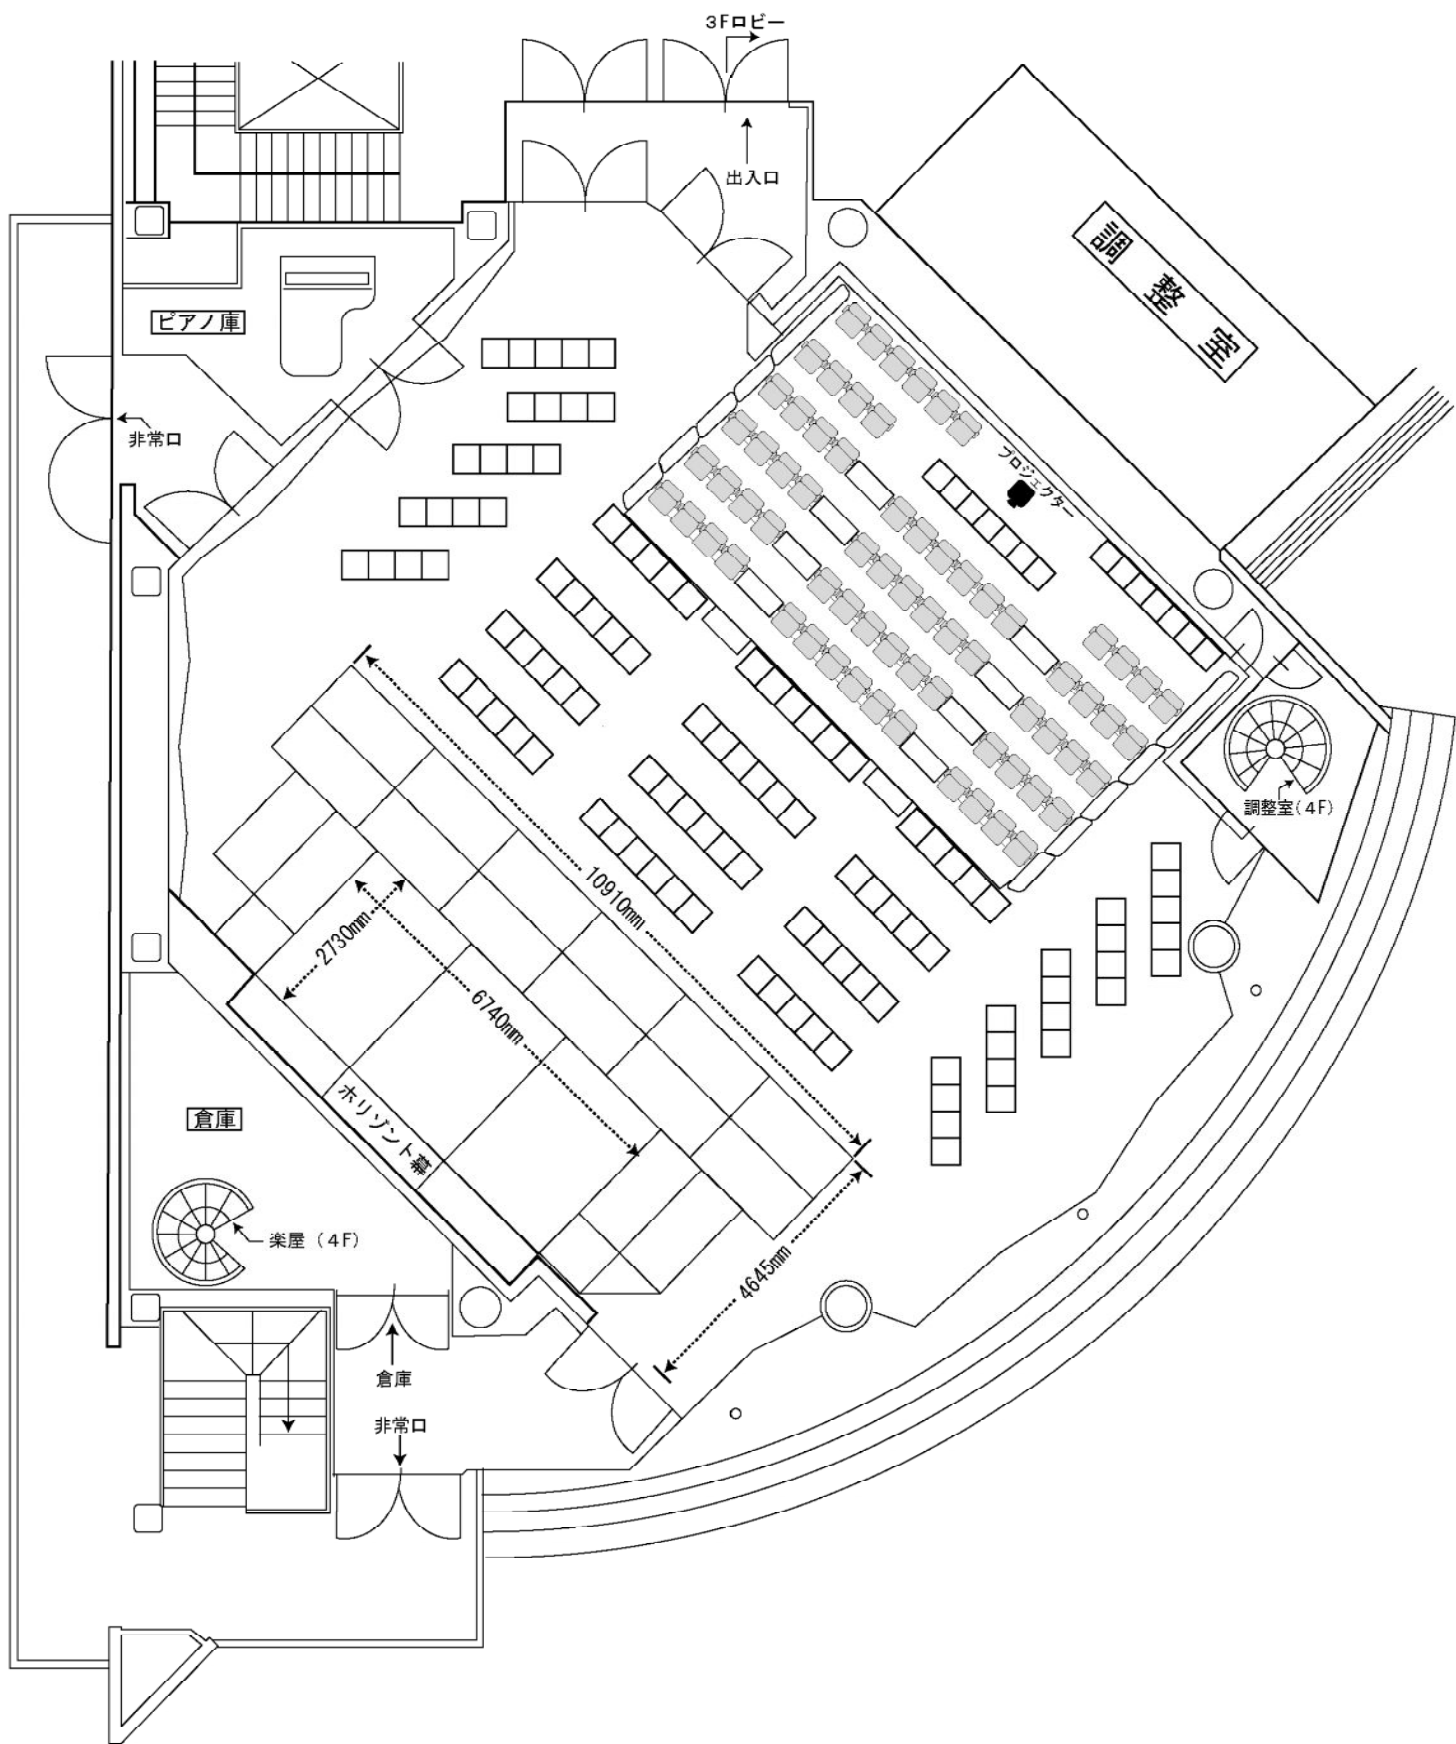 3Fロビー
出入口
調整室
ピアノ庫
非常口
プロジェクター
調整室(4F)
10910mm
2730mm
6740mm
ホリゾント幕
倉庫
楽屋(4F)
4645mm
倉庫
非常口